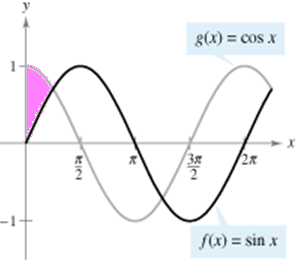 y
g(x) = cos x
1
x
π/2
π
3π/2
2π
−1
f(x) = sin x